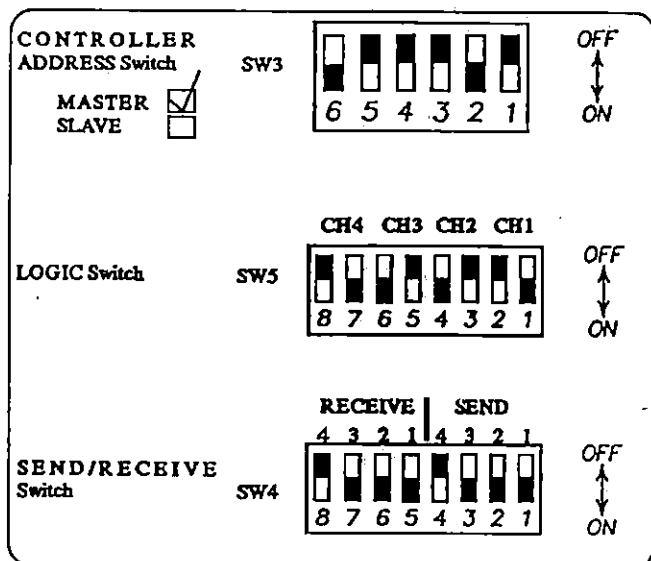 CONTROLLER
ADDRESS Switch SW3 OFF
MASTER
SLAVE
ON
6 5 4 3 2 1
CH4 CH3 CH2 CH1
LOGIC Switch SW5 OFF
ON
8 7 6 5 4 3 2 1
RECEIVE SEND
4 3 2 1 4 3 2 1
SEND/RECEIVE OFF
Switch SW4
ON
8 7 6 5 4 3 2 1